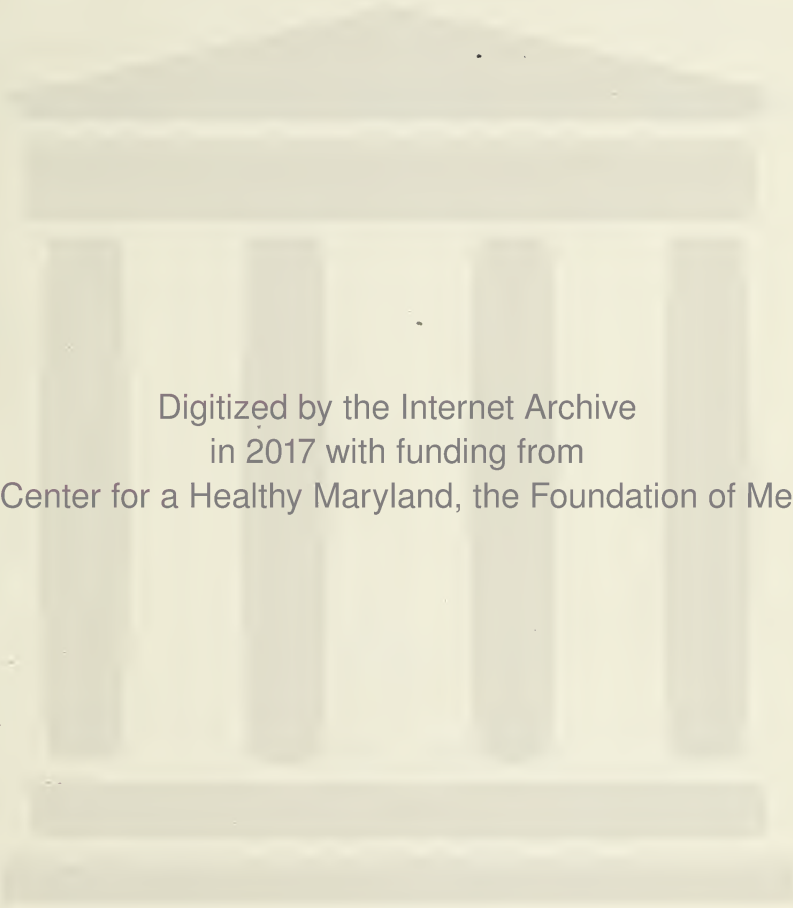 Digitized by the Internet Archive
in 2017 with funding from
Center for a Healthy Maryland, the Foundation of Me